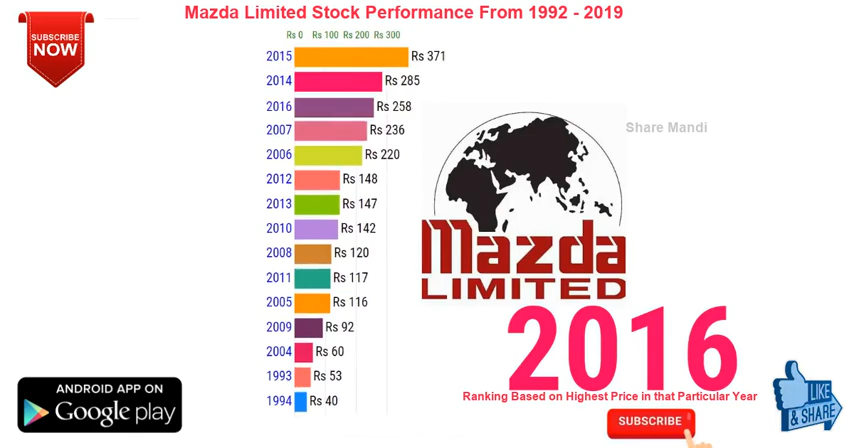 Mazda Limited Stock Performance From 1992 - 2019
SUBSCRIBE
NOW
Rs 0 Rs 100 Rs 200 Rs 300
2015 Rs 371
2014 Rs 285
2016 Rs 258
2007 Rs 236
2006 Rs 220
2012 Rs 148
2013 Rs 147
2010 Rs 142
2008 Rs 120
2011 Rs 117
2005 Rs 116
2009 Rs 92
2004 Rs 60
1993 Rs 53
1994 Rs 40
Share Mandi
mazda
LIMITED
2016
Ranking Based on Highest Price in that Particular Year
SUBSCRIBE
ANDROID APP ON
Google play
LIKE
& SHARE